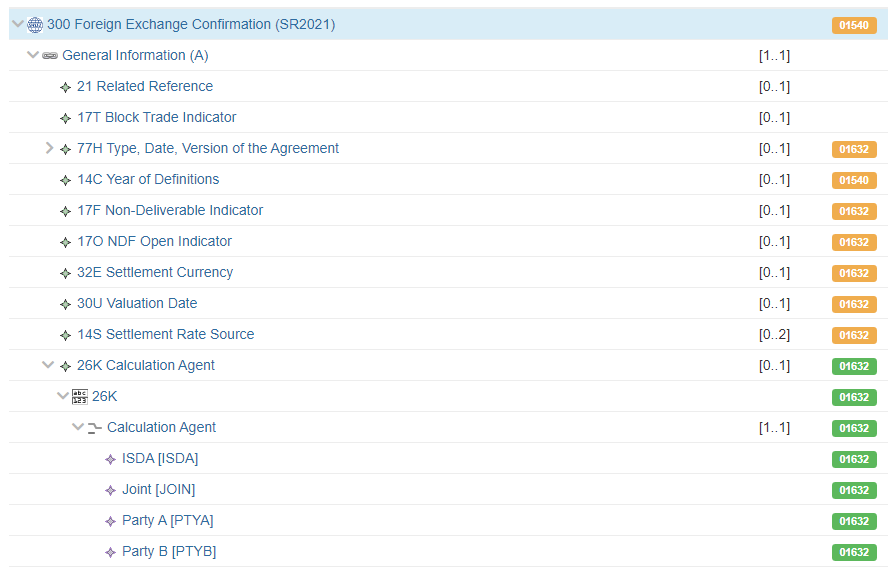 300 Foreign Exchange Confirmation (SR2021) 01540
General Information (A) [1..1]
21 Related Reference [0..1]
17T Block Trade Indicator [0..1]
77H Type, Date, Version of the Agreement [0..1] 01632
14C Year of Definitions [0..1] 01540
17F Non-Deliverable Indicator [0..1] 01632
17O NDF Open Indicator [0..1] 01632
32E Settlement Currency [0..1] 01632
30U Valuation Date [0..1] 01632
14S Settlement Rate Source [0..2] 01632
26K Calculation Agent [0..1] 01632
abc 123 26K 01632
Calculation Agent [1..1] 01632
ISDA [ISDA] 01632
Joint [JOIN] 01632
Party A [PTYA] 01632
Party B [PTYB] 01632